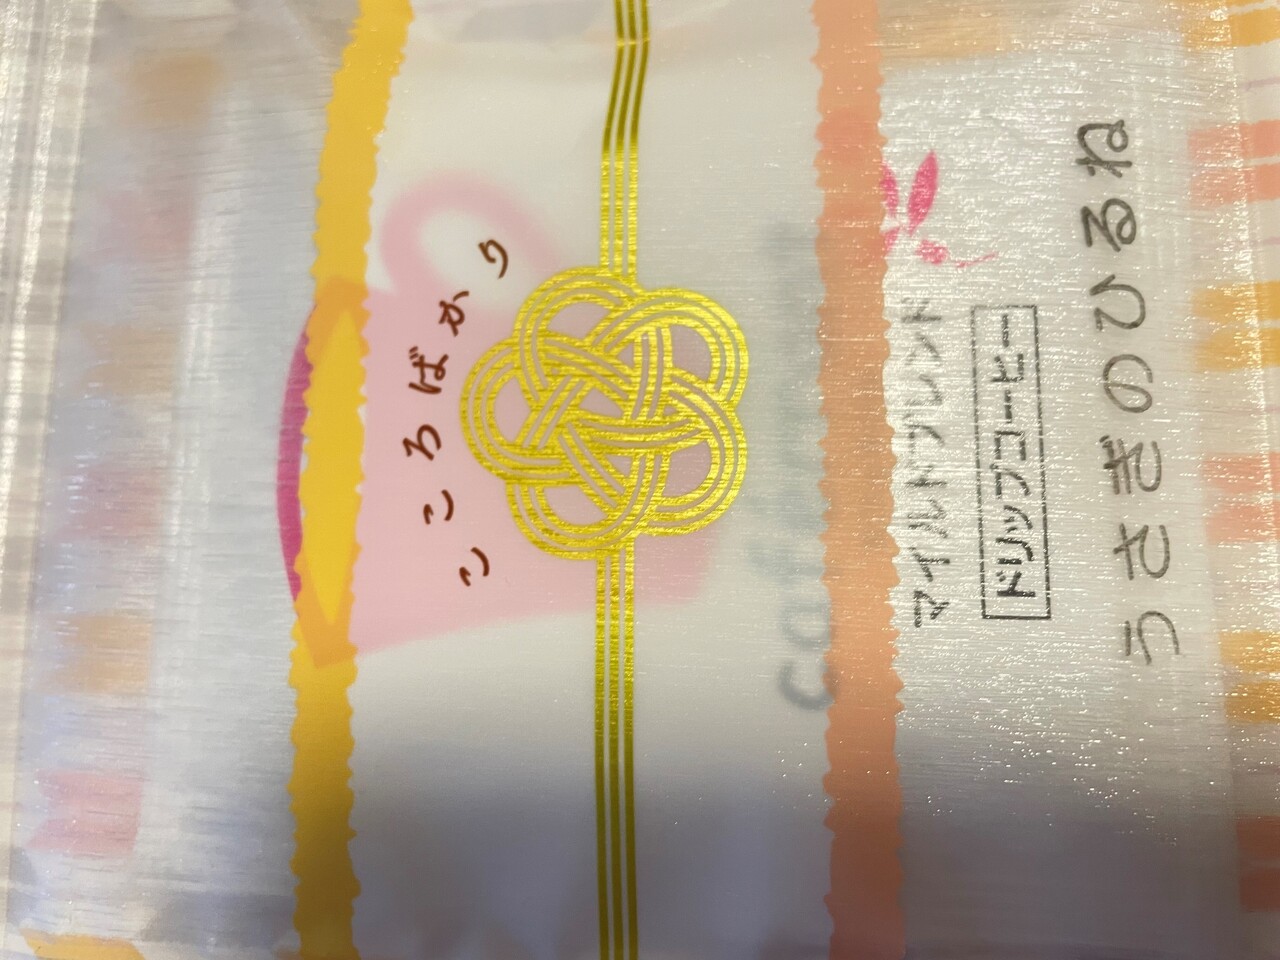 こころばかり
マイルドブレンド
ドリップコーヒー
うさぎのひるね